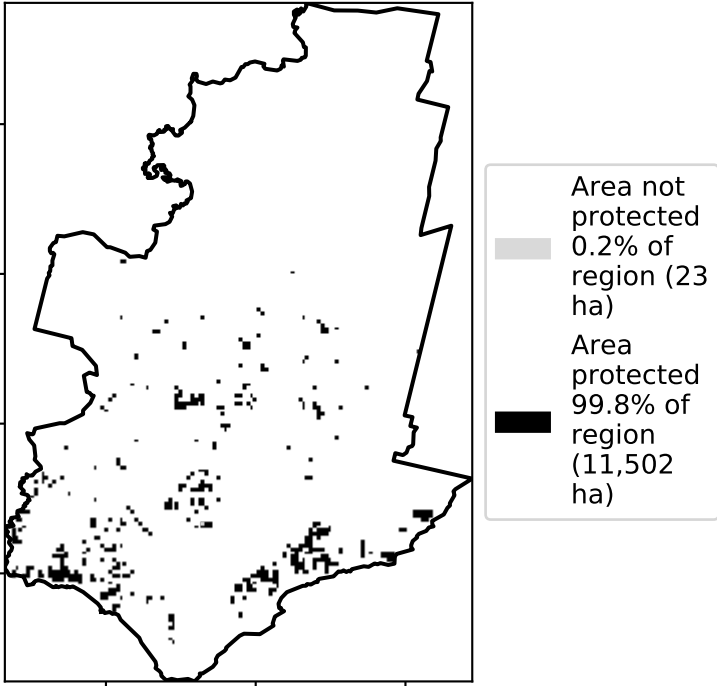 Area not
protected
0.2% of
region (23
ha)
Area
protected
99.8% of
region
(11,502
ha)